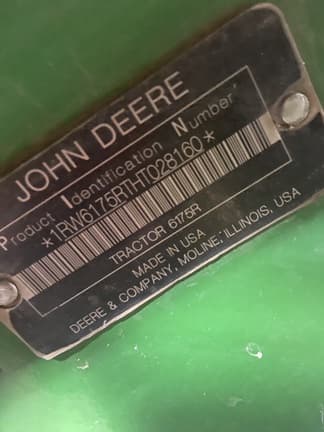 JOHN DEERE
Product Identification Number
*1RW6175RTHT028160*
TRACTOR 6175R
MADE IN USA
DEERE & COMPANY, MOLINE, ILLINOIS, USA